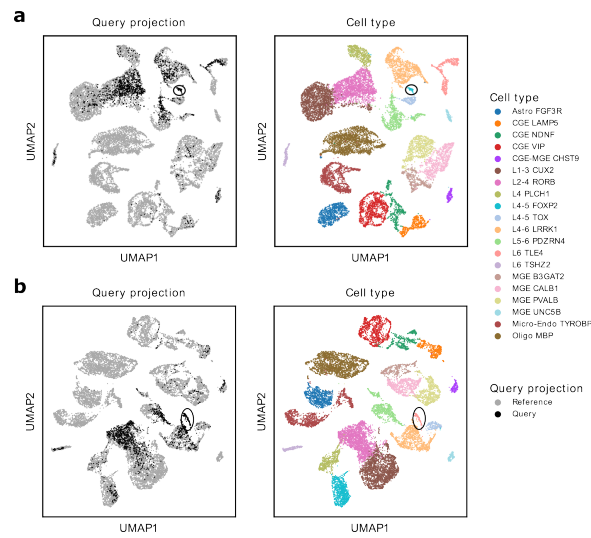 a
Query projection
Cell type
UMAP2
UMAP2
UMAP1
UMAP1
b
Query projection
Cell type
UMAP2
UMAP2
UMAP1
UMAP1
Cell type
Astro FGF3R
CGE LAMP5
CGE NDNF
CGE VIP
CGE-MGE CHST9
L1-3 CUX2
L2-4 RORB
L4 PLCH1
L4-5 FOXP2
L4-5 TOX
L4-6 LRRK1
L5-6 PDZRN4
L6 TLE4
L6 TSHZ2
MGE B3GAT2
MGE CALB1
MGE PVALB
MGE UNC5B
Micro-Endo TYROBP
Oligo MBP
Query projection
Reference
Query